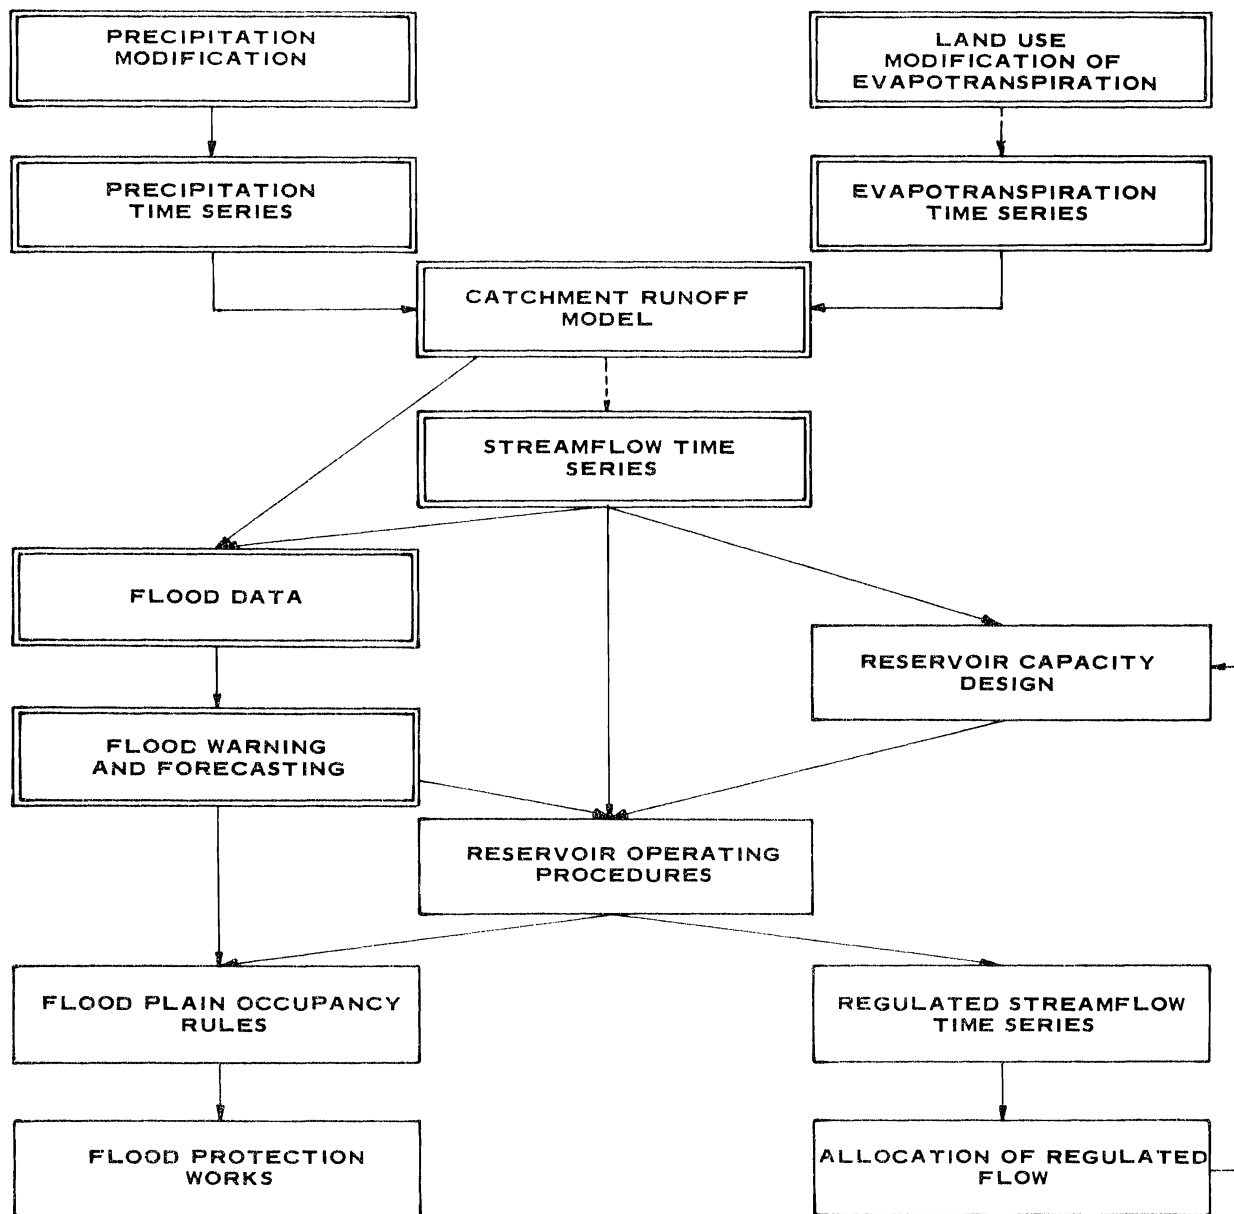 PRECIPITATION
MODIFICATION
LAND USE
MODIFICATION OF
EVAPOTRANSPIRATION
PRECIPITATION
TIME SERIES
EVAPOTRANSPIRATION
TIME SERIES
CATCHMENT RUNOFF
MODEL
STREAMFLOW TIME
SERIES
FLOOD DATA
RESERVOIR CAPACITY
DESIGN
FLOOD WARNING
AND FORECASTING
RESERVOIR OPERATING
PROCEDURES
FLOOD PLAIN OCCUPANCY
RULES
REGULATED STREAMFLOW
TIME SERIES
FLOOD PROTECTION
WORKS
ALLOCATION OF REGULATED
FLOW